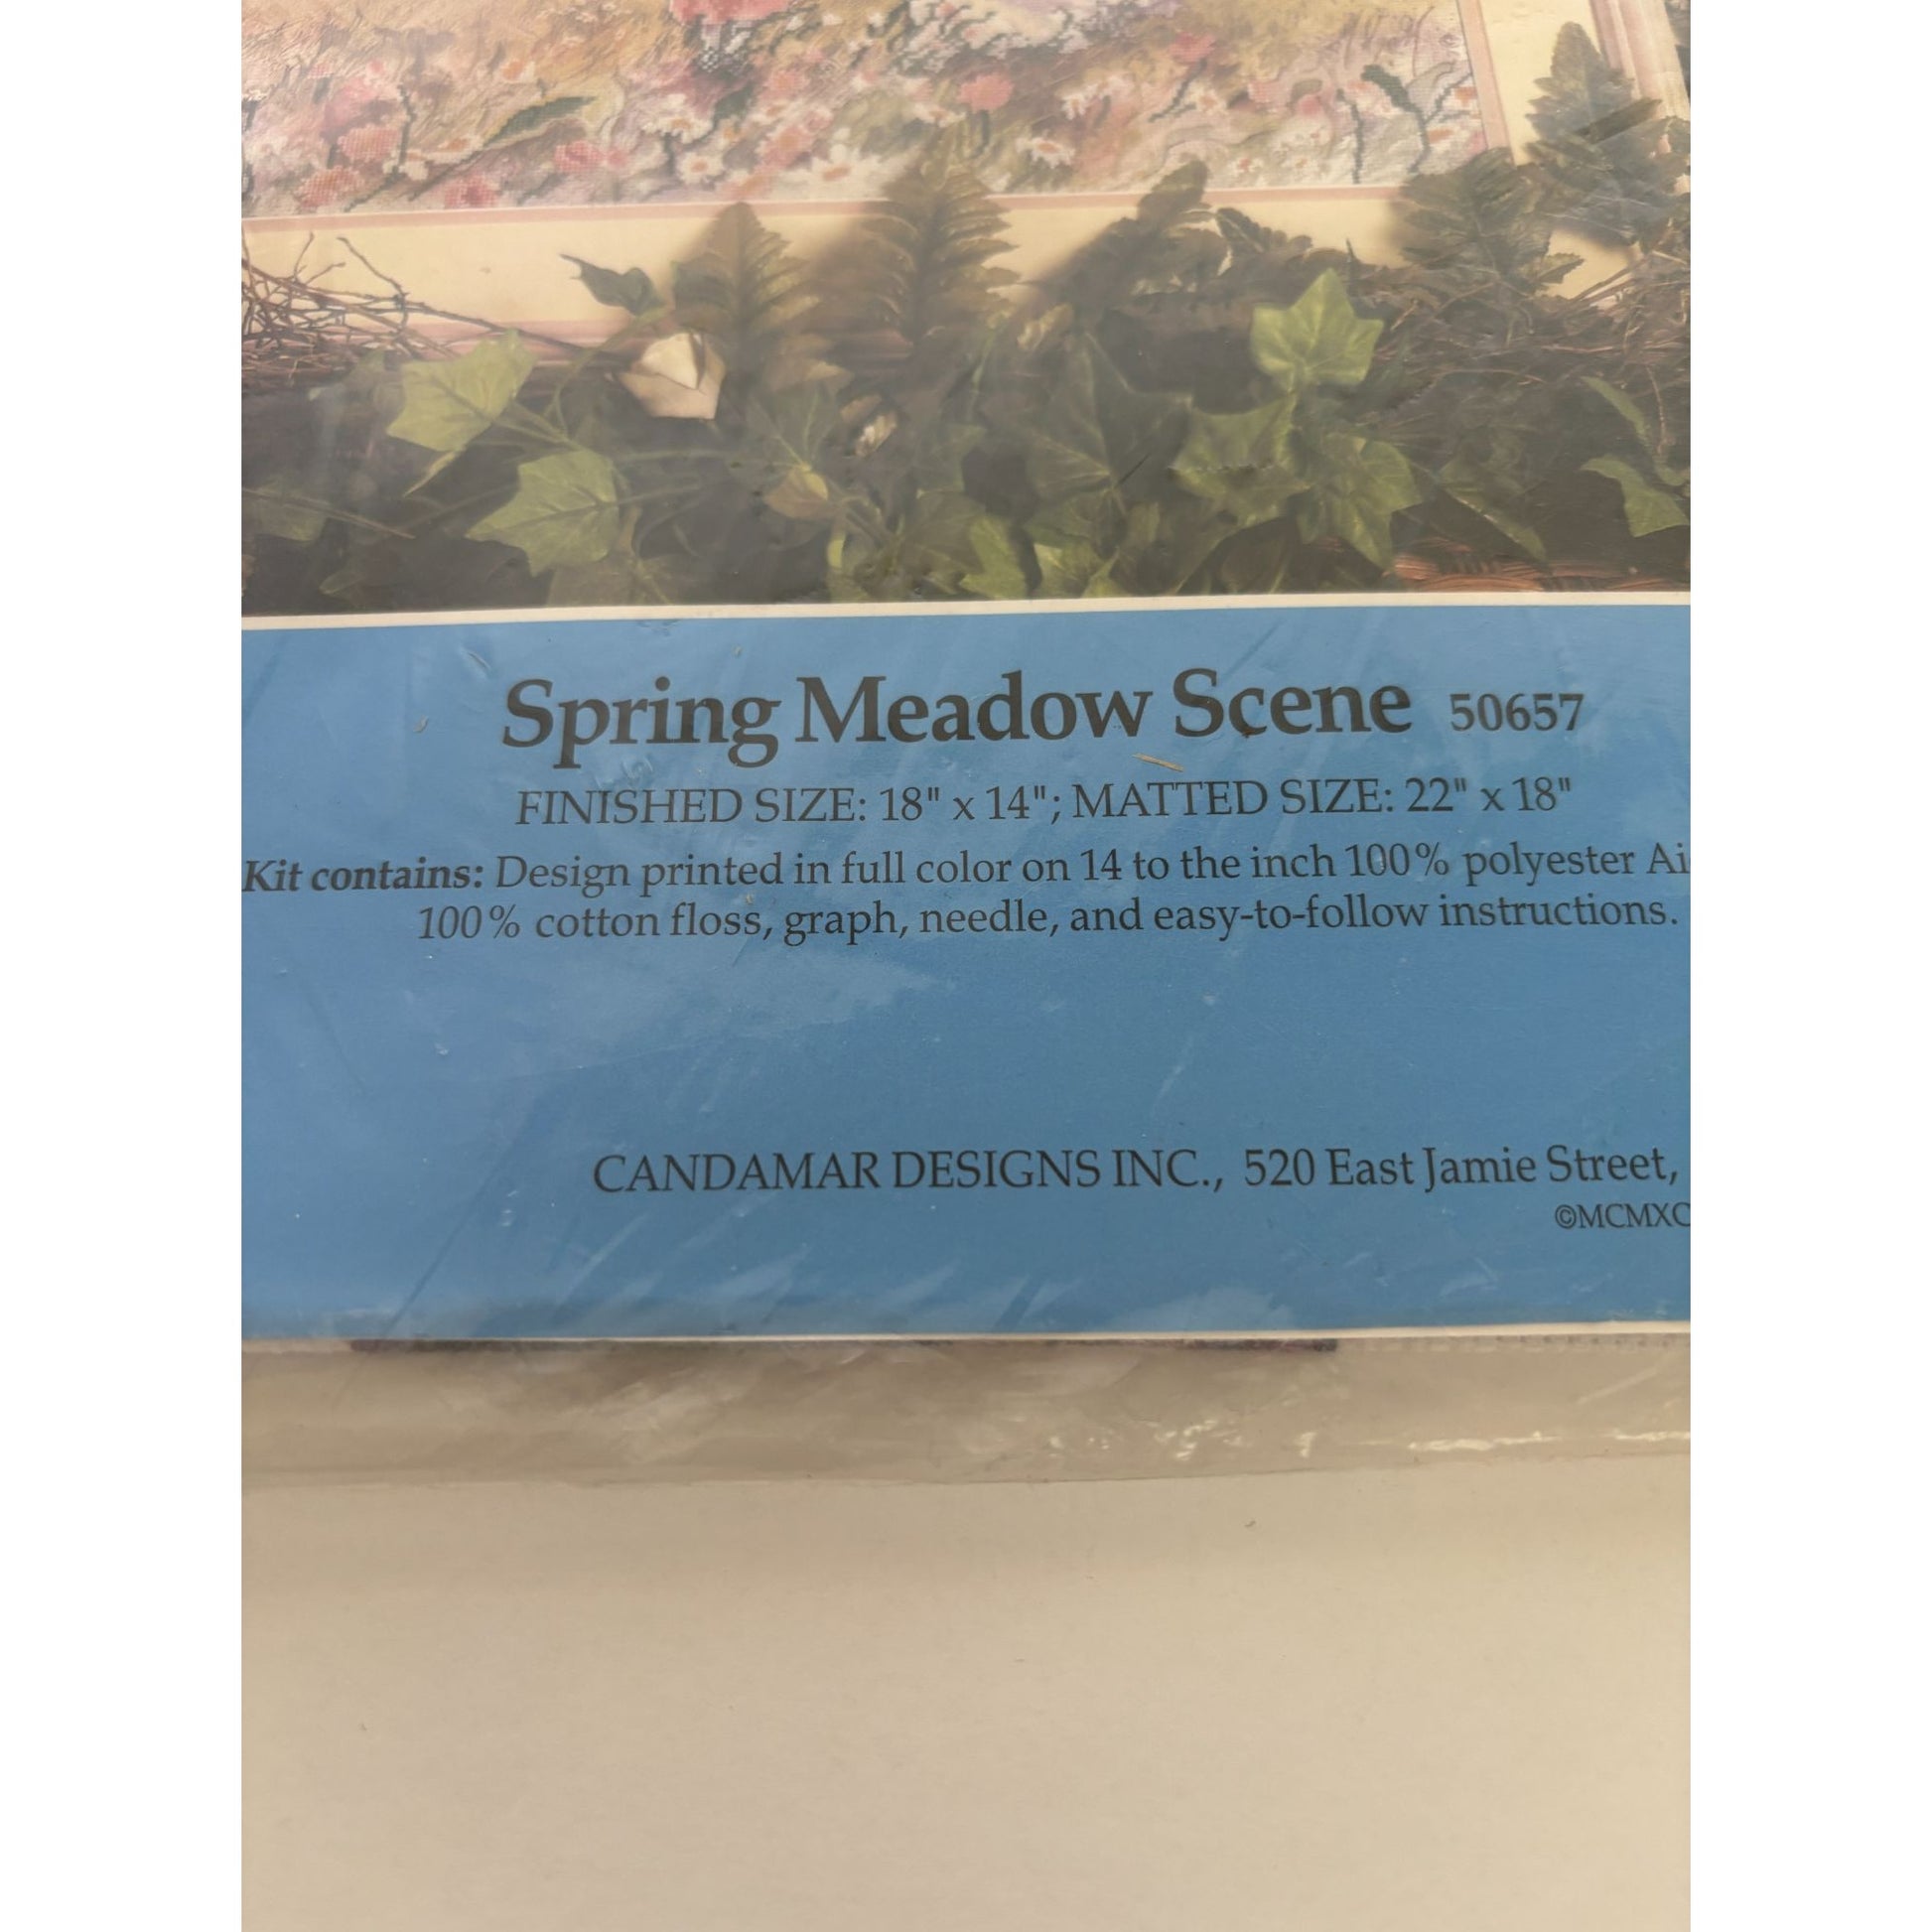 Spring Meadow Scene 50657
FINISHED SIZE: 18" x 14"; MATTED SIZE: 22" x 18"
Kit contains: Design printed in full color on 14 to the inch 100% polyester Ai
100% cotton floss, graph, needle, and easy-to-follow instructions.
CANDAMAR DESIGNS INC., 520 East Jamie Street,
©MCMXC